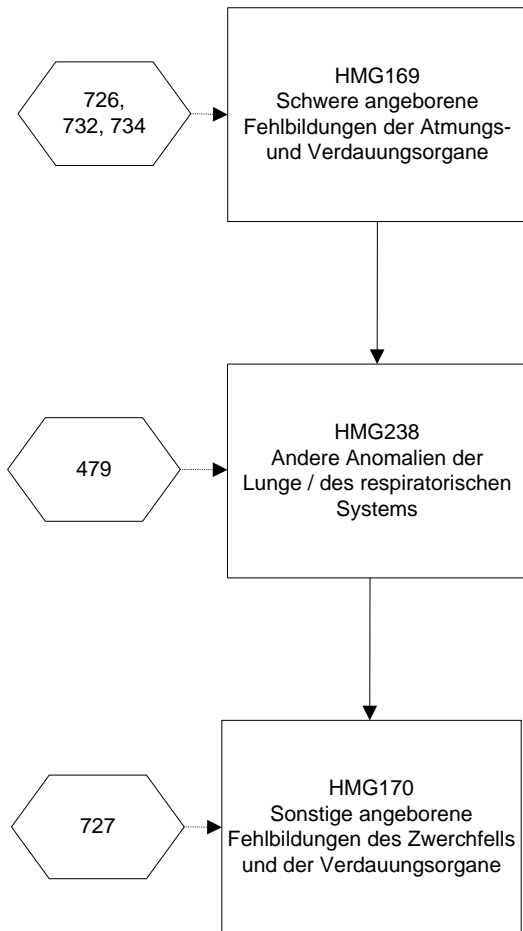 726,
732, 734
HMG169
Schwere angeborene
Fehlbildungen der Atmungs-
und Verdauungsorgane
479
HMG238
Andere Anomalien der
Lunge / des respiratorischen
Systems
727
HMG170
Sonstige angeborene
Fehlbildungen des Zwerchfells
und der Verdauungsorgane